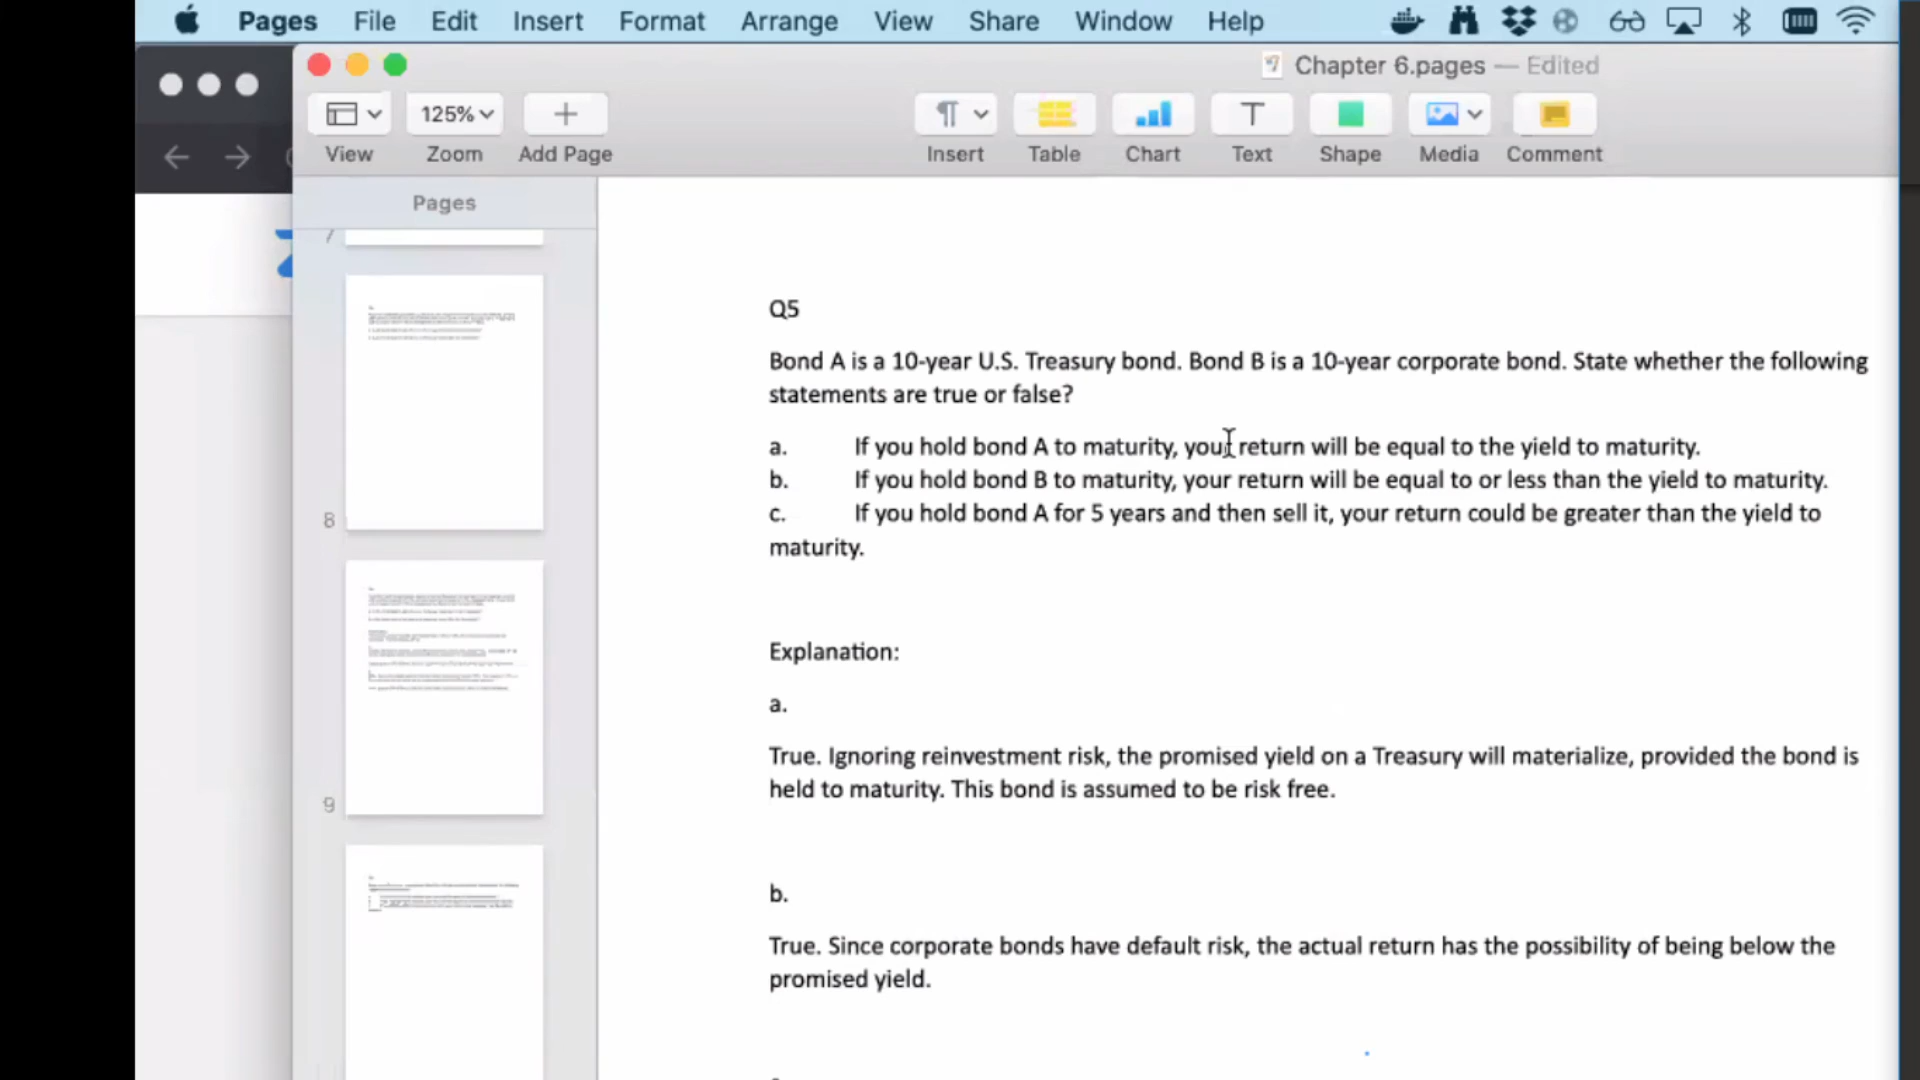 Pages File Edit Insert Format Arrange View Share Window Help
Chapter 6.pages — Edited
125%
View Zoom Add Page Insert Table Chart Text Shape Media Comment
Pages
7
8
9
Q5
Bond A is a 10-year U.S. Treasury bond. Bond B is a 10-year corporate bond. State whether the following
statements are true or false?
a. If you hold bond A to maturity, your return will be equal to the yield to maturity.
b. If you hold bond B to maturity, your return will be equal to or less than the yield to maturity.
c. If you hold bond A for 5 years and then sell it, your return could be greater than the yield to
maturity.
Explanation:
a.
True. Ignoring reinvestment risk, the promised yield on a Treasury will materialize, provided the bond is
held to maturity. This bond is assumed to be risk free.
b.
True. Since corporate bonds have default risk, the actual return has the possibility of being below the
promised yield.